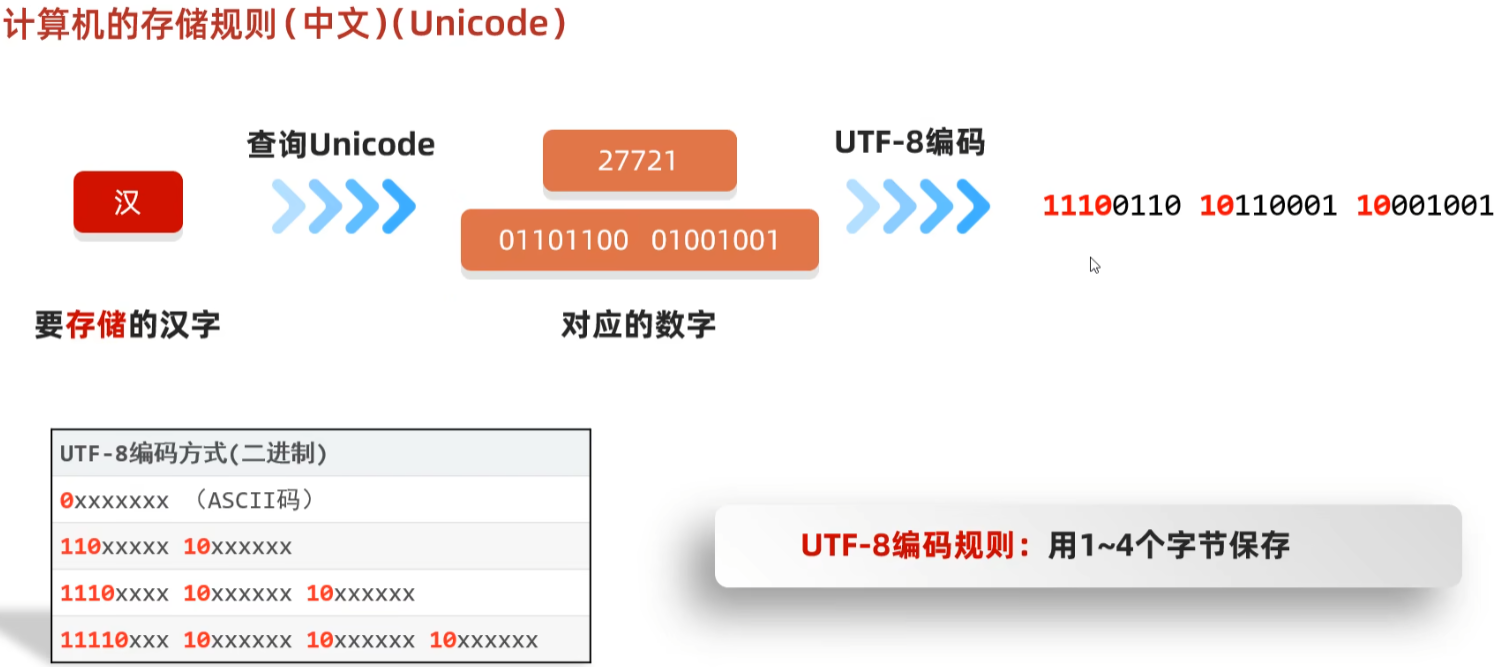 计算机的存储规则(中文)(Unicode)
查询Unicode
UTF-8编码
汉
27721
01101100 01001001
11100110 10110001 10001001
要存储的汉字
对应的数字
UTF-8编码方式(二进制)
0xxxxxxx (ASCII码)
110xxxxx 10xxxxxx
1110xxxx 10xxxxxx 10xxxxxx
11110xxx 10xxxxxx 10xxxxxx 10xxxxxx
UTF-8编码规则：用1~4个字节保存